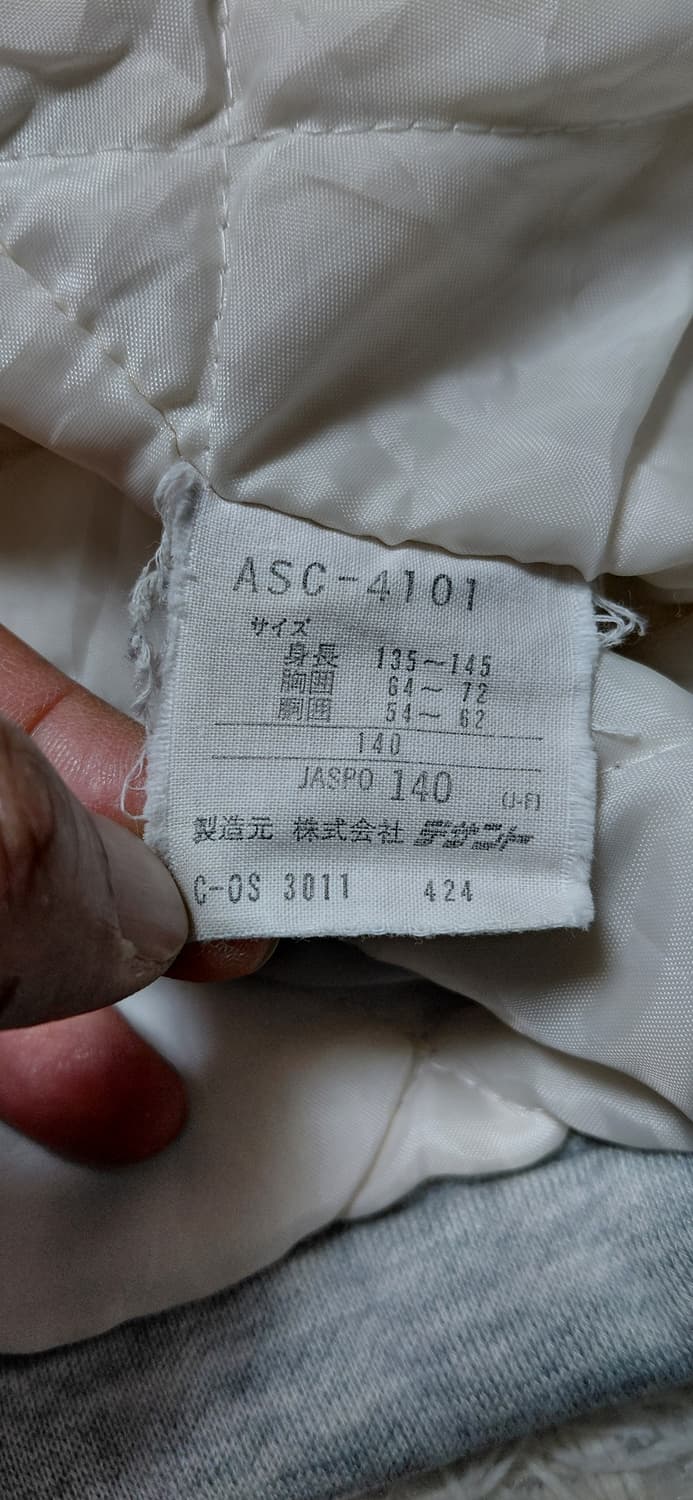 ASC-4101
サイズ
身長 135～145
胸囲 64～ 72
胴囲 54～ 62
140
JASPO 140 (J-F)
製造元 株式会社 デサント
C-OS 3011 424